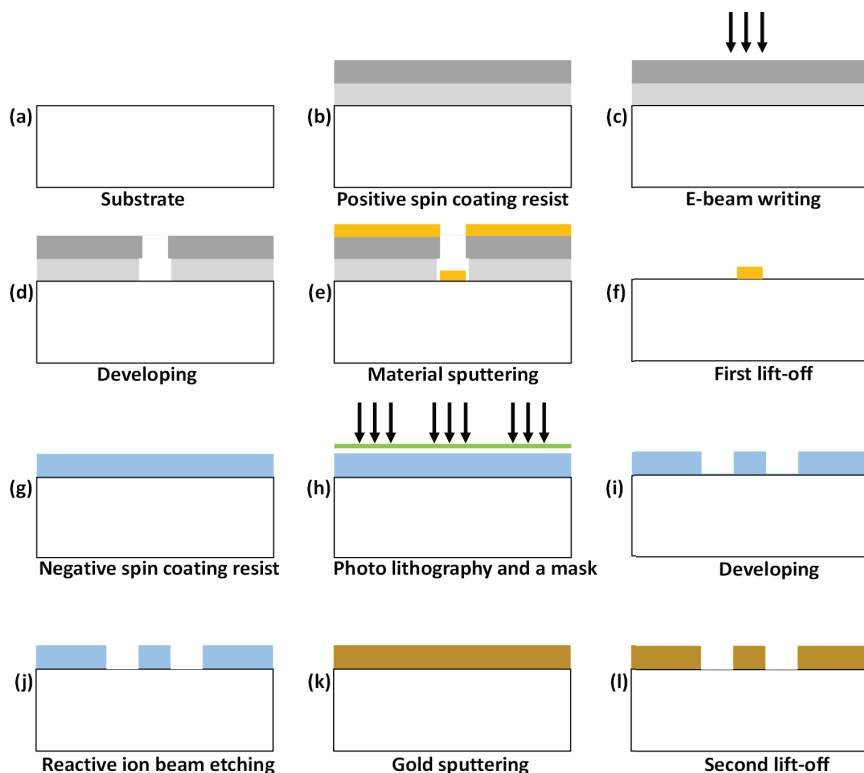 (a)
Substrate
(b)
Positive spin coating resist
(c)
E-beam writing
(d)
Developing
(e)
Material sputtering
(f)
First lift-off
(g)
Negative spin coating resist
(h)
Photo lithography and a mask
(i)
Developing
(j)
Reactive ion beam etching
(k)
Gold sputtering
(l)
Second lift-off